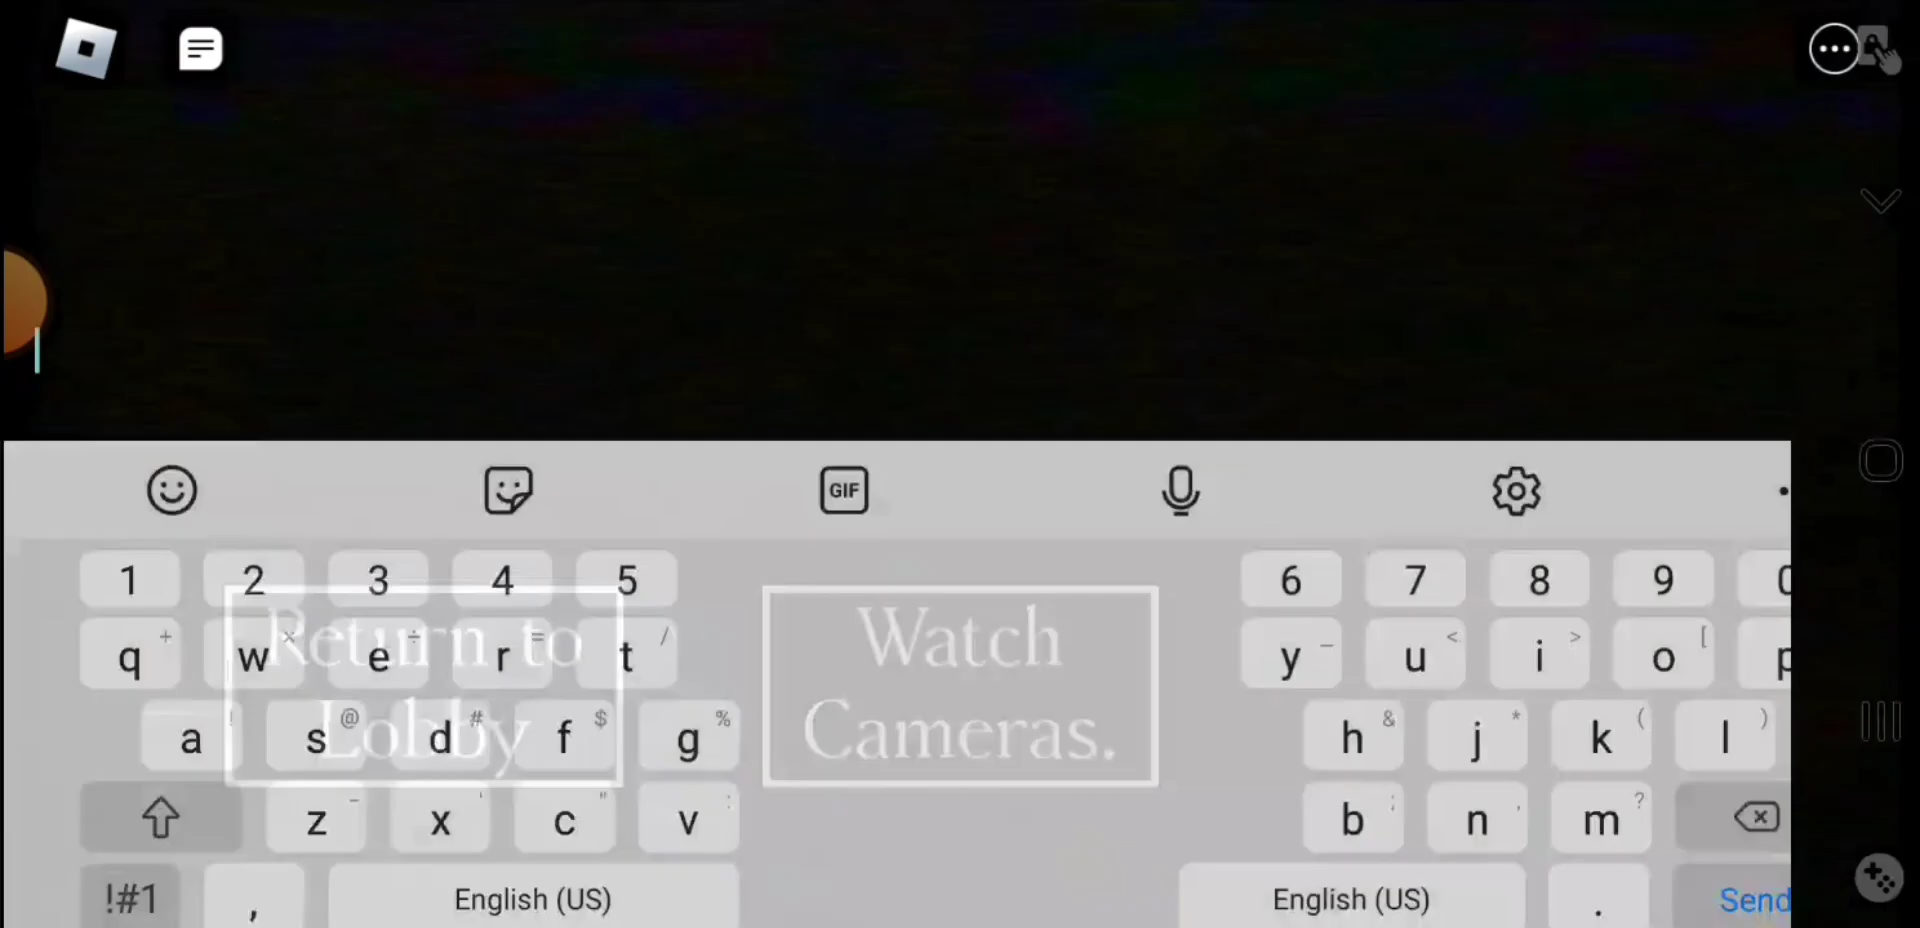 GIF
1 2 3 4 5 6 7 8 9 0
q + w × e ÷ r = t / y _ u < i > o [ p
a ! s @ d # f $ g % h & j * k ( l )
Return to
Lobby
Watch
Cameras.
z - x ' c " v : b ; n , m ?
!#1 , English (US) English (US) . Send